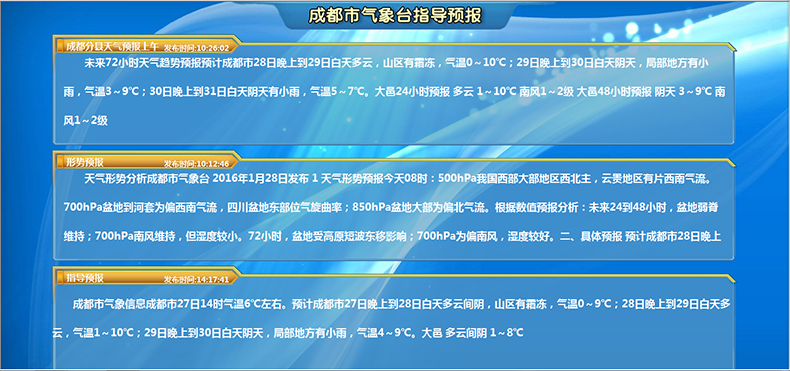 成都市气象台指导预报
成都分县天气预报上午 发布时间:10:26:02
未来72小时天气趋势预报预计成都市28日晚上到29日白天多云，山区有霜冻，气温0～10℃；29日晚上到30日白天阴天，局部地方有小
雨，气温3～9℃；30日晚上到31日白天阴天有小雨，气温5～7℃。大邑24小时预报 多云 1～10℃ 南风1～2级 大邑48小时预报 阴天 3～9℃ 南
风1～2级
形势预报 发布时间:10:12:46
天气形势分析成都市气象台 2016年1月28日发布 1 天气形势预报今天08时：500hPa我国西部大部地区西北主，云贵地区有片西南气流。
700hPa盆地到河套为偏西南气流，四川盆地东部位气旋曲率；850hPa盆地大部为偏北气流。根据数值预报分析：未来24到48小时，盆地弱脊
维持；700hPa南风维持，但湿度较小。72小时，盆地受高原短波东移影响；700hPa为偏南风，湿度较好。二、具体预报 预计成都市28日晚上
指导预报 发布时间:14:17:41
成都市气象信息成都市27日14时气温6℃左右。预计成都市27日晚上到28日白天多云间阴，山区有霜冻，气温0～9℃；28日晚上到29日白天多
云，气温1～10℃；29日晚上到30日白天阴天，局部地方有小雨，气温4～9℃。大邑 多云间阴 1～8℃